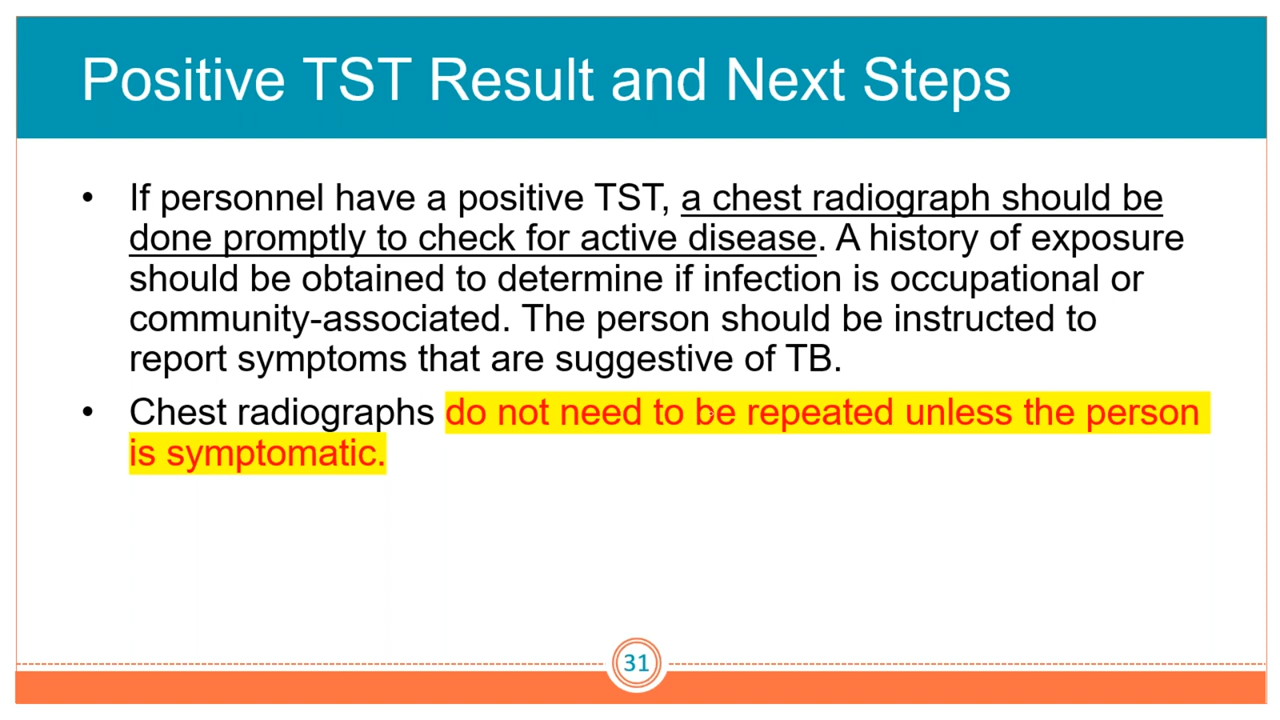 Positive TST Result and Next Steps
• If personnel have a positive TST, a chest radiograph should be
done promptly to check for active disease. A history of exposure
should be obtained to determine if infection is occupational or
community-associated. The person should be instructed to
report symptoms that are suggestive of TB.
• Chest radiographs do not need to be repeated unless the person
is symptomatic.
31